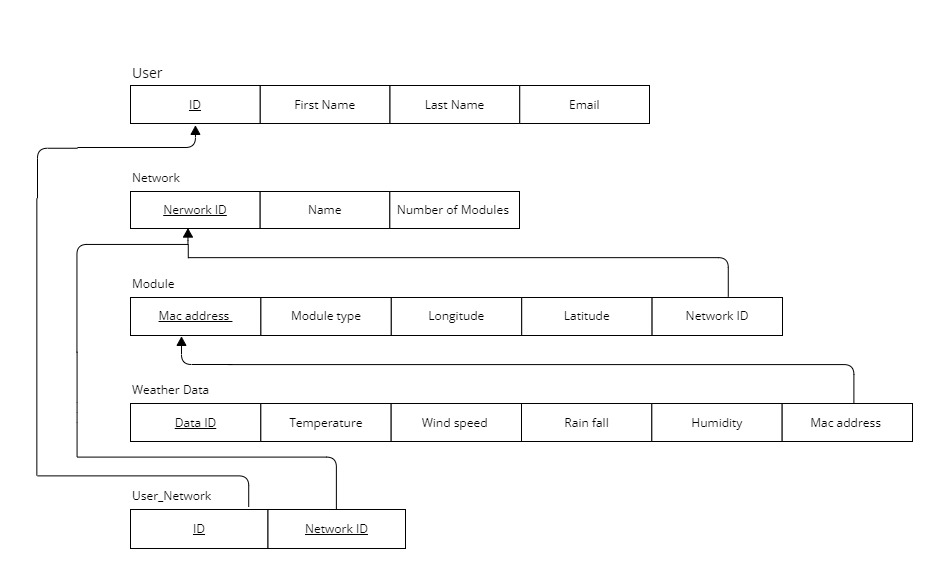 User
ID First Name Last Name Email
Network
Nerwork ID Name Number of Modules
Module
Mac address Module type Longitude Latitude Network ID
Weather Data
Data ID Temperature Wind speed Rain fall Humidity Mac address
User_Network
ID Network ID